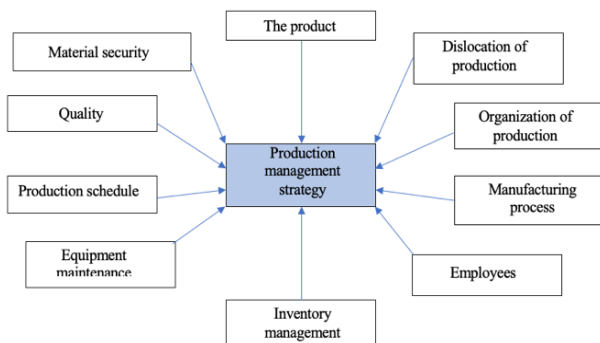 The product
Material security
Dislocation of
production
Quality
Organization of
production
Production
management
strategy
Production schedule
Manufacturing
process
Equipment
maintenance
Employees
Inventory
management